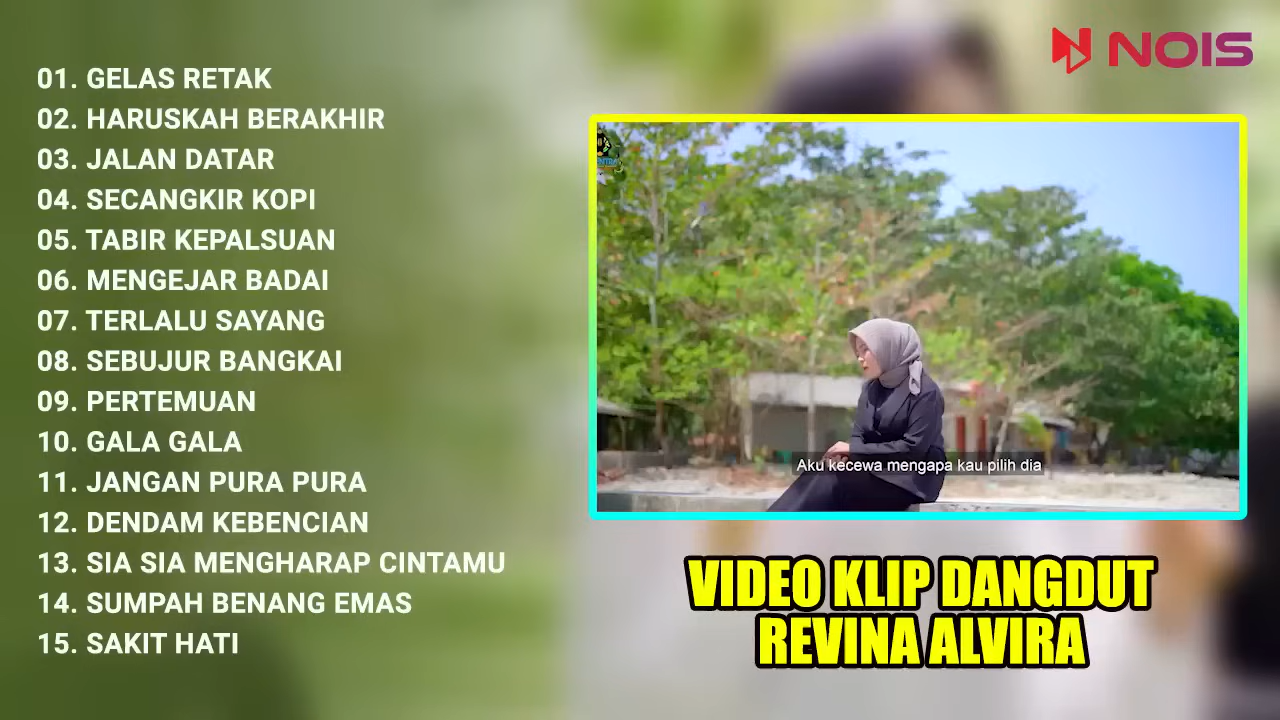 01. GELAS RETAK
02. HARUSKAH BERAKHIR
03. JALAN DATAR
04. SECANGKIR KOPI
05. TABIR KEPALSUAN
06. MENGEJAR BADAI
07. TERLALU SAYANG
08. SEBUJUR BANGKAI
09. PERTEMUAN
10. GALA GALA
11. JANGAN PURA PURA
12. DENDAM KEBENCIAN
13. SIA SIA MENGHARAP CINTAMU
14. SUMPAH BENANG EMAS
15. SAKIT HATI
NOIS
Aku kecewa mengapa kau pilih dia
VIDEO KLIP DANGDUT
REVINA ALVIRA